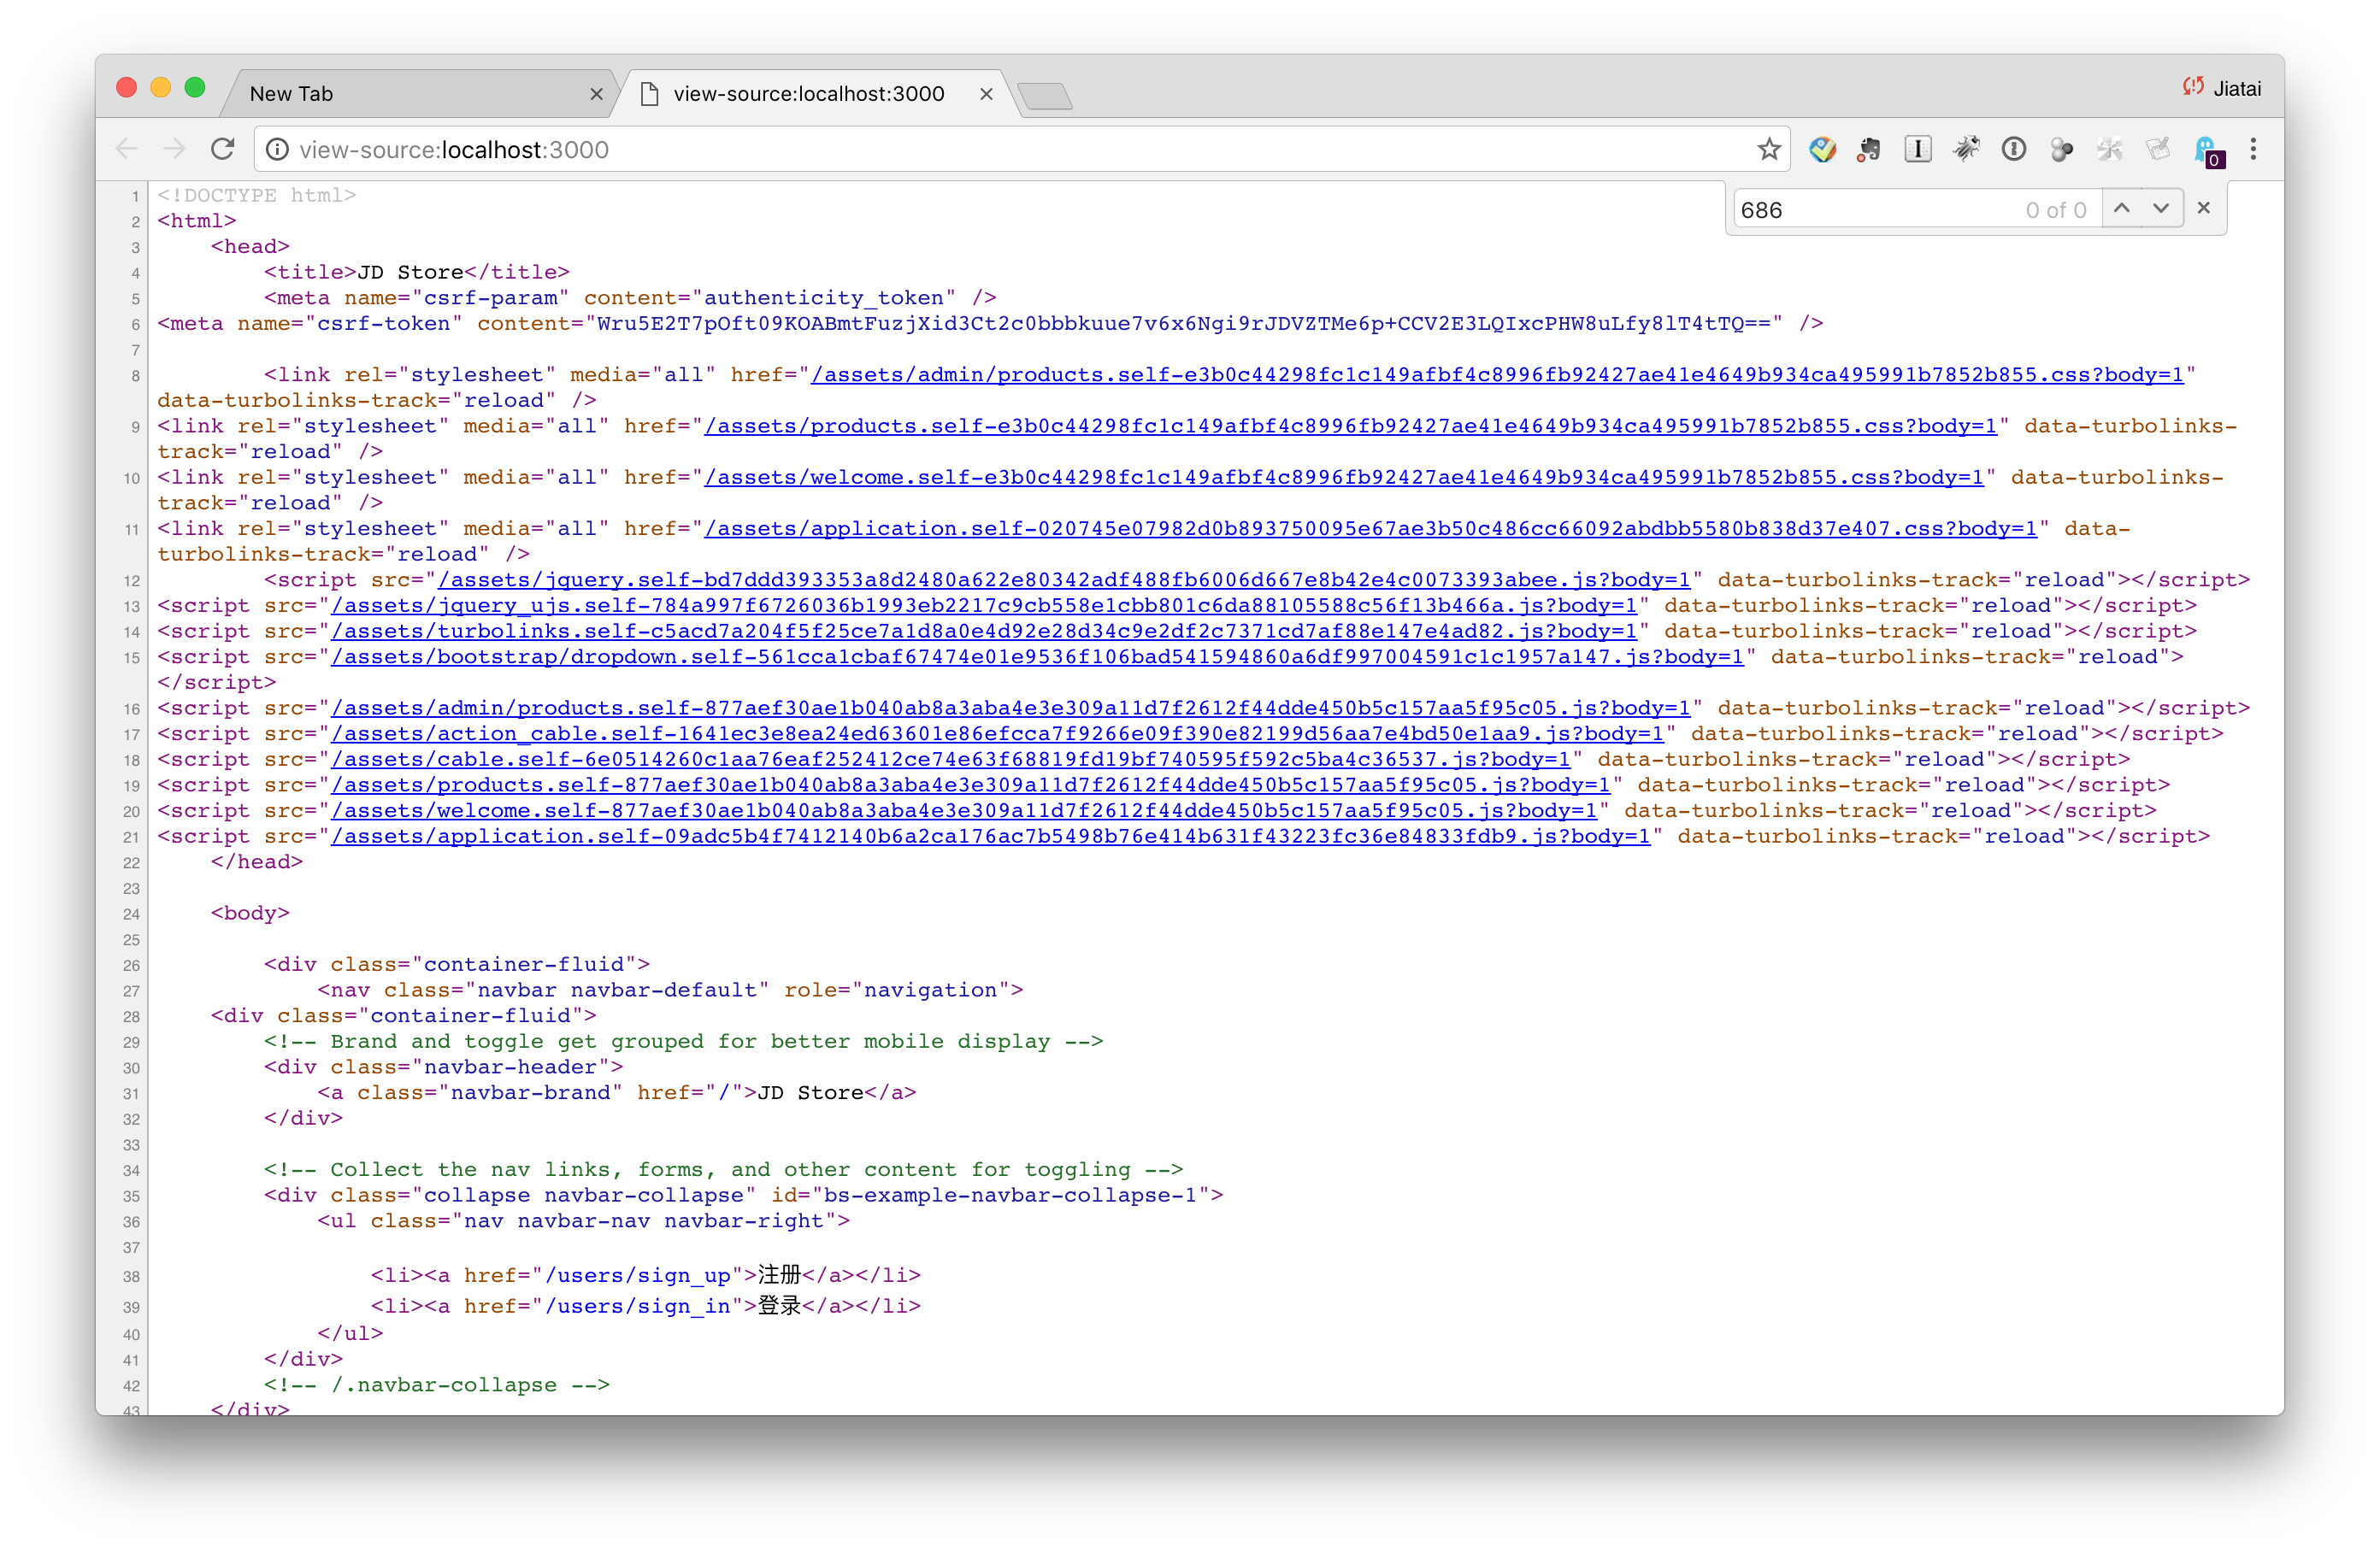 New Tab
view-source:localhost:3000
Jiatai
view-source:localhost:3000
0
686
0 of 0
1 <!DOCTYPE html>
2 <html>
3 <head>
4 <title>JD Store</title>
5 <meta name="csrf-param" content="authenticity_token" />
6 <meta name="csrf-token" content="Wru5E2T7pOft09KOABmtFuzjXid3Ct2c0bbbkuue7v6x6Ngi9rJDVZTMe6p+CCV2E3LQIxcPHW8uLfy8lT4tTQ==" />
7
8 <link rel="stylesheet" media="all" href="/assets/admin/products.self-e3b0c44298fc1c149afbf4c8996fb92427ae41e4649b934ca495991b7852b855.css?body=1"
data-turbolinks-track="reload" />
9 <link rel="stylesheet" media="all" href="/assets/products.self-e3b0c44298fc1c149afbf4c8996fb92427ae41e4649b934ca495991b7852b855.css?body=1" data-turbolinks-
track="reload" />
10 <link rel="stylesheet" media="all" href="/assets/welcome.self-e3b0c44298fc1c149afbf4c8996fb92427ae41e4649b934ca495991b7852b855.css?body=1" data-turbolinks-
track="reload" />
11 <link rel="stylesheet" media="all" href="/assets/application.self-020745e07982d0b893750095e67ae3b50c486cc66092abdbb5580b838d37e407.css?body=1" data-
turbolinks-track="reload" />
12 <script src="/assets/jquery.self-bd7ddd393353a8d2480a622e80342adf488fb6006d667e8b42e4c0073393abee.js?body=1" data-turbolinks-track="reload"></script>
13 <script src="/assets/jquery_ujs.self-784a997f6726036b1993eb2217c9cb558e1cbb801c6da88105588c56f13b466a.js?body=1" data-turbolinks-track="reload"></script>
14 <script src="/assets/turbolinks.self-c5acd7a204f5f25ce7a1d8a0e4d92e28d34c9e2df2c7371cd7af88e147e4ad82.js?body=1" data-turbolinks-track="reload"></script>
15 <script src="/assets/bootstrap/dropdown.self-561cca1cbaf67474e01e9536f106bad541594860a6df997004591c1c1957a147.js?body=1" data-turbolinks-track="reload">
</script>
16 <script src="/assets/admin/products.self-877aef30ae1b040ab8a3aba4e3e309a11d7f2612f44dde450b5c157aa5f95c05.js?body=1" data-turbolinks-track="reload"></script>
17 <script src="/assets/action_cable.self-1641ec3e8ea24ed63601e86efcca7f9266e09f390e82199d56aa7e4bd50e1aa9.js?body=1" data-turbolinks-track="reload"></script>
18 <script src="/assets/cable.self-6e0514260c1aa76eaf252412ce74e63f68819fd19bf740595f592c5ba4c36537.js?body=1" data-turbolinks-track="reload"></script>
19 <script src="/assets/products.self-877aef30ae1b040ab8a3aba4e3e309a11d7f2612f44dde450b5c157aa5f95c05.js?body=1" data-turbolinks-track="reload"></script>
20 <script src="/assets/welcome.self-877aef30ae1b040ab8a3aba4e3e309a11d7f2612f44dde450b5c157aa5f95c05.js?body=1" data-turbolinks-track="reload"></script>
21 <script src="/assets/application.self-09adc5b4f7412140b6a2ca176ac7b5498b76e414b631f43223fc36e84833fdb9.js?body=1" data-turbolinks-track="reload"></script>
22 </head>
23
24 <body>
25
26 <div class="container-fluid">
27 <nav class="navbar navbar-default" role="navigation">
28 <div class="container-fluid">
29 <!-- Brand and toggle get grouped for better mobile display -->
30 <div class="navbar-header">
31 <a class="navbar-brand" href="/">JD Store</a>
32 </div>
33
34 <!-- Collect the nav links, forms, and other content for toggling -->
35 <div class="collapse navbar-collapse" id="bs-example-navbar-collapse-1">
36 <ul class="nav navbar-nav navbar-right">
37
38 <li><a href="/users/sign_up">注册</a></li>
39 <li><a href="/users/sign_in">登录</a></li>
40 </ul>
41 </div>
42 <!-- /.navbar-collapse -->
43 </div>